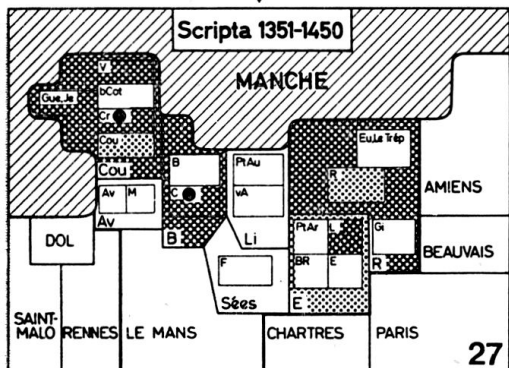 Scripta 1351-1450
MANCHE
V
Gue,Je
bCot
Cr
Cou
Cou
Av M
Av
B
C
B
PtAu
vA
Li
F
Sées
Eu,Le Trép
R
PtAr L
BR E
E
Gi
R
AMIENS
BEAUVAIS
DOL
SAINT-
MALO
RENNES
LE MANS
CHARTRES
PARIS
27